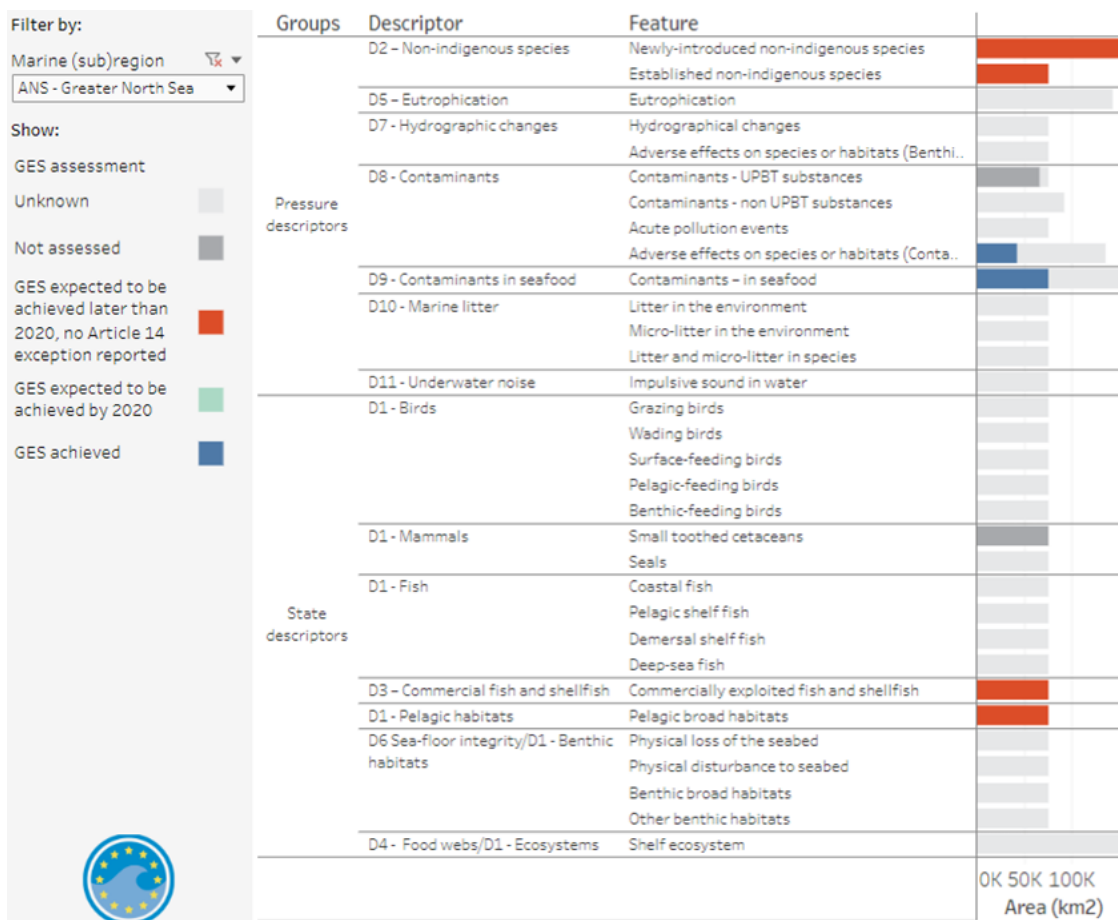 Filter by:
Marine (sub)region
ANS - Greater North Sea
Show:
GES assessment
Unknown
Not assessed
GES expected to be
achieved later than
2020, no Article 14
exception reported
GES expected to be
achieved by 2020
GES achieved
Groups Descriptor Feature
Pressure
descriptors
D2 – Non-indigenous species Newly-introduced non-indigenous species
Established non-indigenous species
D5 – Eutrophication Eutrophication
D7 - Hydrographic changes Hydrographical changes
Adverse effects on species or habitats (Benthi..
D8 - Contaminants Contaminants - UPBT substances
Contaminants - non UPBT substances
Acute pollution events
Adverse effects on species or habitats (Conta..
D9 - Contaminants in seafood Contaminants – in seafood
D10 - Marine litter Litter in the environment
Micro-litter in the environment
Litter and micro-litter in species
D11 - Underwater noise Impulsive sound in water
State
descriptors
D1 - Birds Grazing birds
Wading birds
Surface-feeding birds
Pelagic-feeding birds
Benthic-feeding birds
D1 - Mammals Small toothed cetaceans
Seals
D1 - Fish Coastal fish
Pelagic shelf fish
Demersal shelf fish
Deep-sea fish
D3 – Commercial fish and shellfish Commercially exploited fish and shellfish
D1 - Pelagic habitats Pelagic broad habitats
D6 Sea-floor integrity/D1 - Benthic Physical loss of the seabed
habitats
Physical disturbance to seabed
Benthic broad habitats
Other benthic habitats
D4 - Food webs/D1 - Ecosystems Shelf ecosystem
0K 50K 100K
Area (km2)